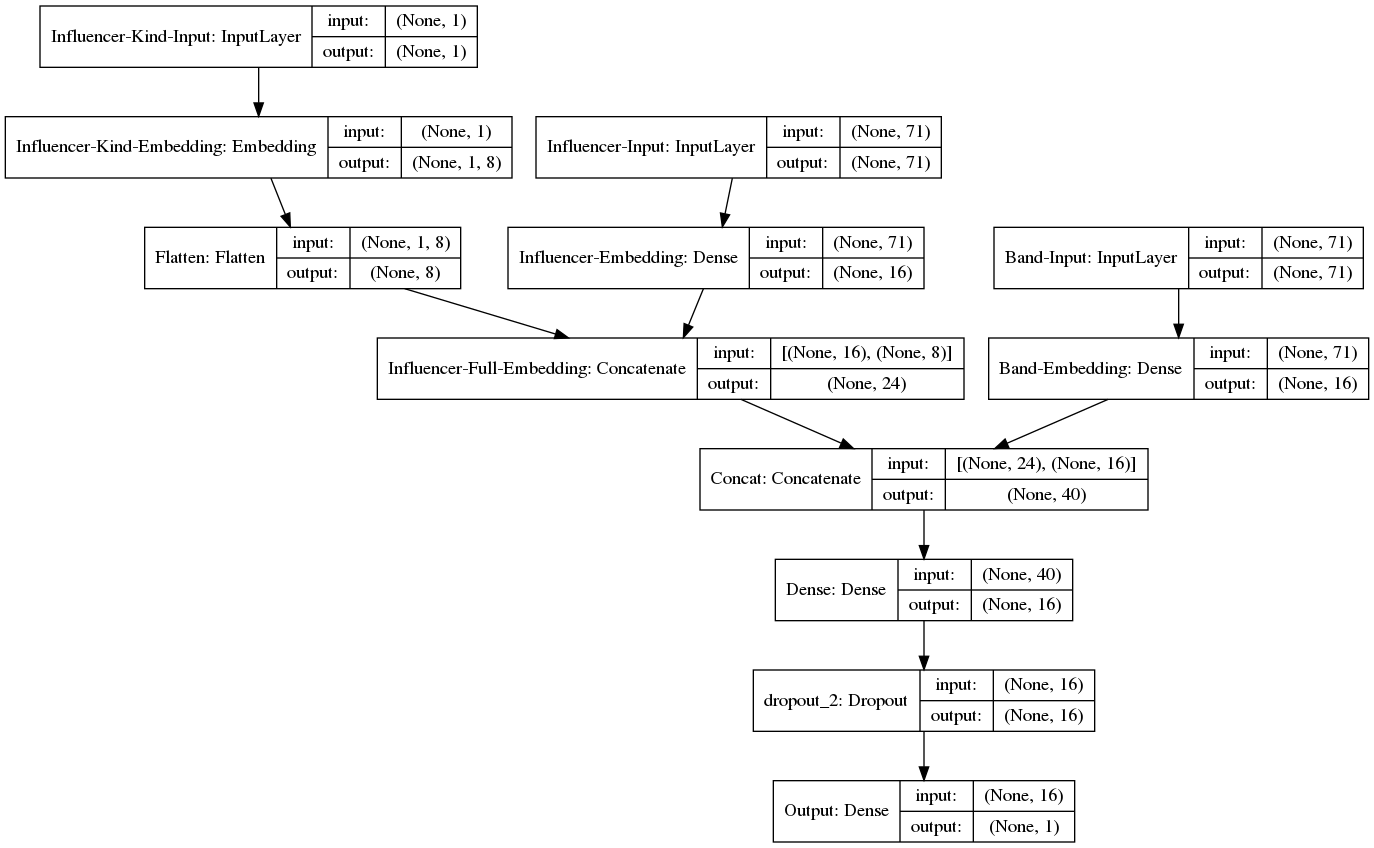 Influencer-Kind-Input: InputLayer
input: (None, 1)
output: (None, 1)
Influencer-Kind-Embedding: Embedding
input: (None, 1)
output: (None, 1, 8)
Influencer-Input: InputLayer
input: (None, 71)
output: (None, 71)
Flatten: Flatten
input: (None, 1, 8)
output: (None, 8)
Influencer-Embedding: Dense
input: (None, 71)
output: (None, 16)
Band-Input: InputLayer
input: (None, 71)
output: (None, 71)
Influencer-Full-Embedding: Concatenate
input: [(None, 16), (None, 8)]
output: (None, 24)
Band-Embedding: Dense
input: (None, 71)
output: (None, 16)
Concat: Concatenate
input: [(None, 24), (None, 16)]
output: (None, 40)
Dense: Dense
input: (None, 40)
output: (None, 16)
dropout_2: Dropout
input: (None, 16)
output: (None, 16)
Output: Dense
input: (None, 16)
output: (None, 1)